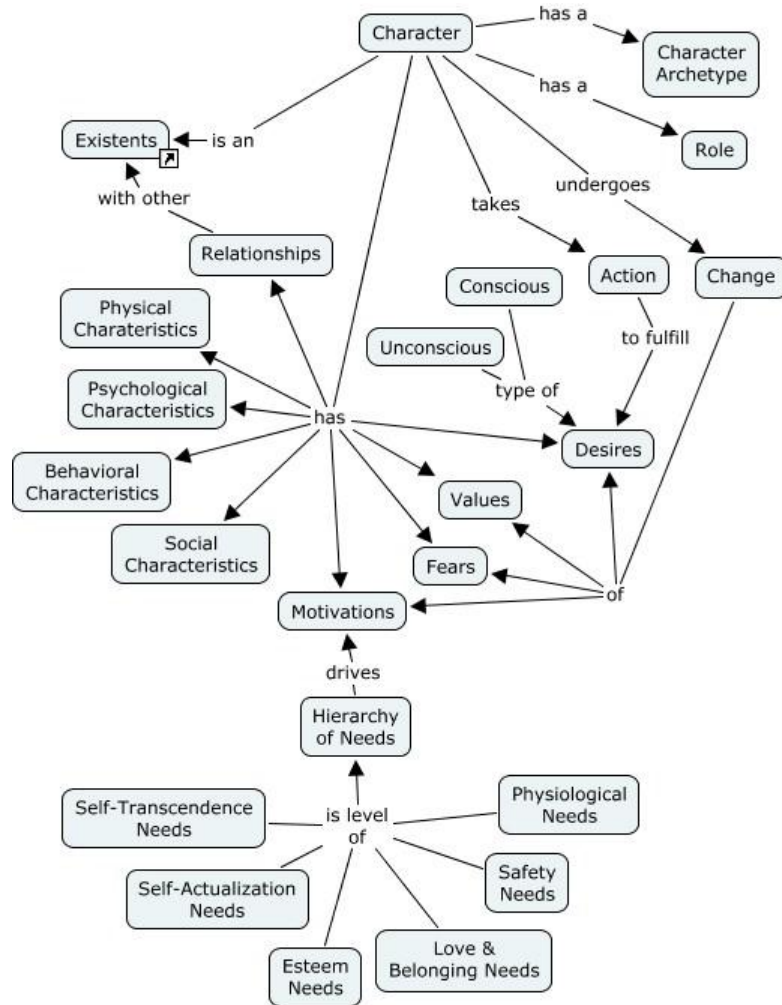 Character
has a
Character
Archetype
has a
Role
Existents
is an
with other
undergoes
takes
Relationships
Action
Change
Conscious
Physical
Charateristics
Unconscious
to fulfill
type of
Psychological
Characteristics
has
Desires
Behavioral
Characteristics
Values
Social
Characteristics
Fears
of
Motivations
drives
Hierarchy
of Needs
Self-Transcendence
Needs
is level
of
Physiological
Needs
Self-Actualization
Needs
Safety
Needs
Esteem
Needs
Love &
Belonging Needs